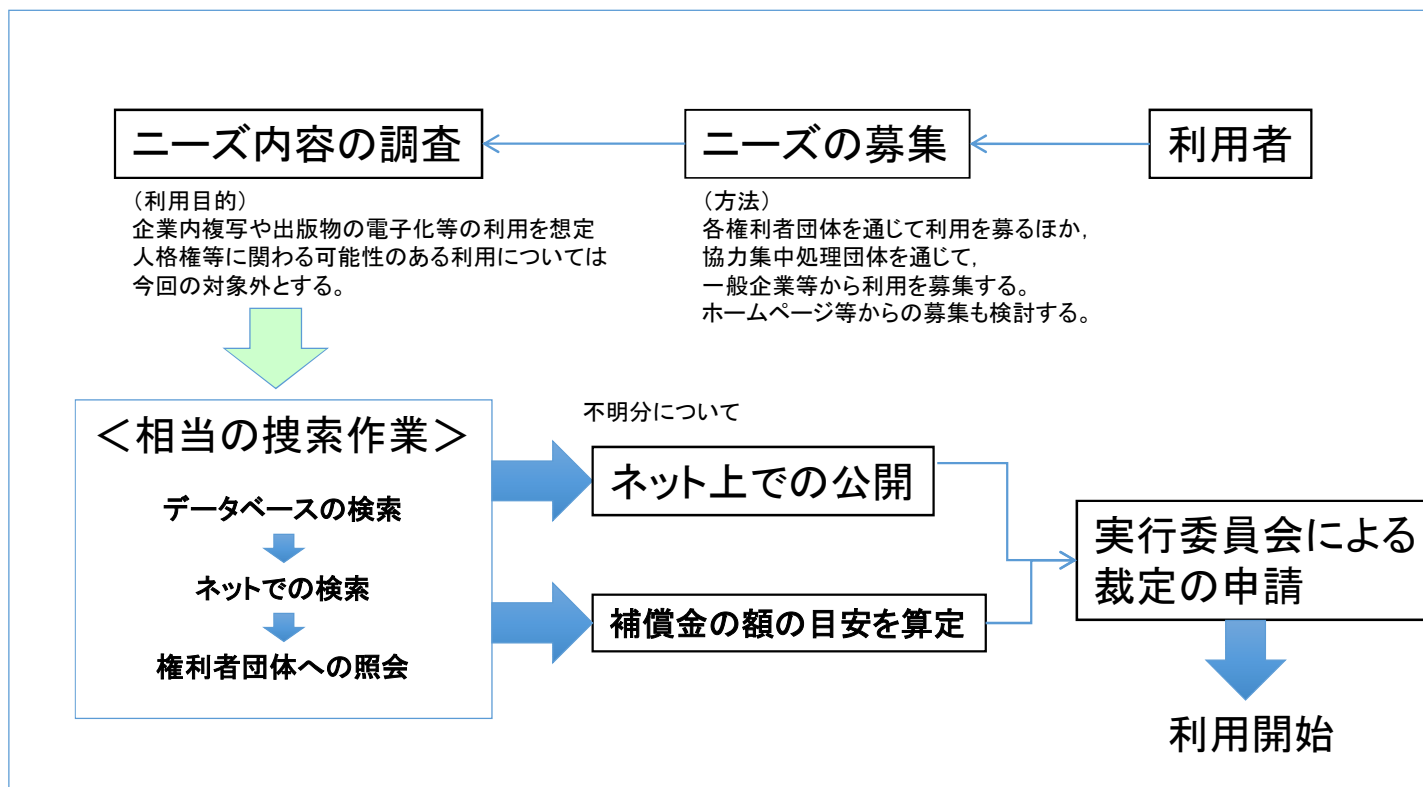 ニーズ内容の調査
ニーズの募集
利用者
（利用目的）
企業内複写や出版物の電子化等の利用を想定
人格権等に関わる可能性のある利用については
今回の対象外とする。
（方法）
各権利者団体を通じて利用を募るほか，
協力集中処理団体を通じて，
一般企業等から利用を募集する。
ホームページ等からの募集も検討する。
＜相当の捜索作業＞
データベースの検索
ネットでの検索
権利者団体への照会
不明分について
ネット上での公開
補償金の額の目安を算定
実行委員会による
裁定の申請
利用開始